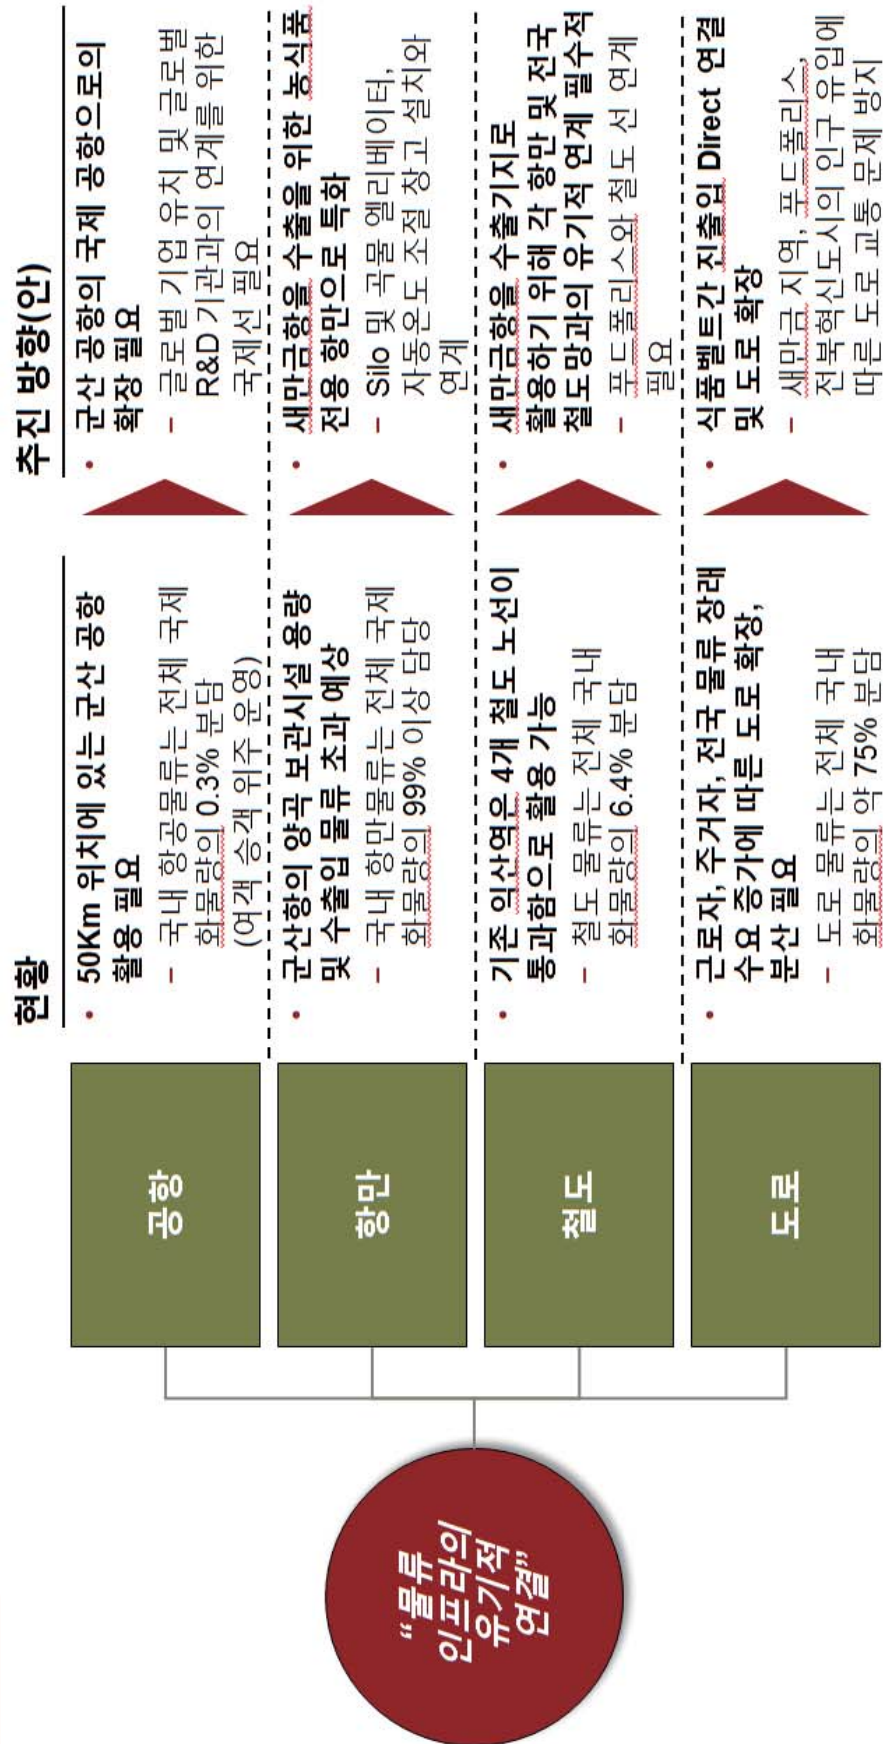 현황
추진 방향(안)
“물류
인프라의
유기적
연결”
공항
• 50Km 위치에 있는 군산 공항
활용 필요
– 국내 항공물류는 전체 국제
화물량의 0.3% 분담
(여객 승객 위주 운영)
• 군산 공항의 국제 공항으로의
확장 필요
– 글로벌 기업 유치 및 글로벌
R&D 기관과의 연계를 위한
국제선 필요
항만
• 군산항의 양곡 보관시설 용량
및 수출입 물류 초과 예상
– 국내 항만물류는 전체 국제
화물량의 99% 이상 담당
• 새만금항을 수출을 위한 농식품
전용 항만으로 특화
– Silo 및 곡물 엘리베이터,
자동온도 조절 창고 설치와
연계
철도
• 기존 익산역은 4개 철도 노선이
통과함으로 활용 가능
– 철도 물류는 전체 국내
화물량의 6.4% 분담
• 새만금항을 수출기지로
활용하기 위해 각 항만 및 전국
철도망과의 유기적 연계 필수적
– 푸드폴리스와 철도 선 연계
필요
도로
• 근로자, 주거자, 전국 물류 장래
수요 증가에 따른 도로 확장,
분산 필요
– 도로 물류는 전체 국내
화물량의 약 75% 분담
• 식품벨트간 진출입 Direct 연결
및 도로 확장
– 새만금 지역, 푸드폴리스,
전북혁신도시의 인구 유입에
따른 도로 교통 문제 방지